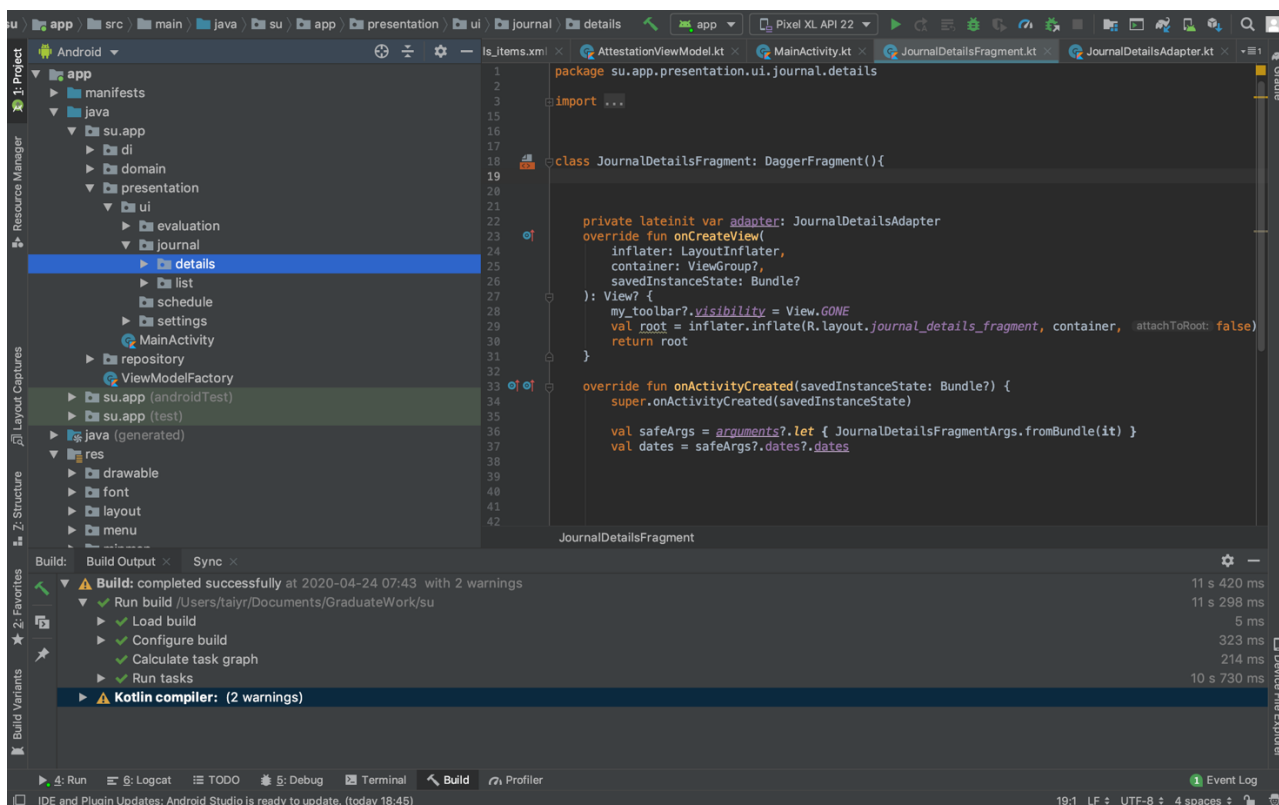 su app src main java su app presentation ui journal details app Pixel XL API 22
Android
ls_items.xml AttestationViewModel.kt MainActivity.kt JournalDetailsFragment.kt JournalDetailsAdapter.kt 1
1: Project
Resource Manager
Layout Captures
Z: Structure
2: Favorites
Build Variants
app
manifests
java
su.app
di
domain
presentation
ui
evaluation
journal
details
list
schedule
settings
MainActivity
repository
ViewModelFactory
su.app (androidTest)
su.app (test)
java (generated)
res
drawable
font
layout
menu
1 package su.app.presentation.ui.journal.details
2
3 import ...
15
16
17
18 class JournalDetailsFragment: DaggerFragment(){
19
20
21
22 private lateinit var adapter: JournalDetailsAdapter
23 override fun onCreateView(
24 inflater: LayoutInflater,
25 container: ViewGroup?,
26 savedInstanceState: Bundle?
27 ): View? {
28 my_toolbar?.visibility = View.GONE
29 val root = inflater.inflate(R.layout.journal_details_fragment, container, attachToRoot: false)
30 return root
31 }
32
33 override fun onActivityCreated(savedInstanceState: Bundle?) {
34 super.onActivityCreated(savedInstanceState)
35
36 val safeArgs = arguments?.let { JournalDetailsFragmentArgs.fromBundle(it) }
37 val dates = safeArgs?.dates?.dates
38
39
40
41
42
JournalDetailsFragment
Gradle
Device File Explorer
Build: Build Output Sync
Build: completed successfully at 2020-04-24 07:43 with 2 warnings 11 s 420 ms
Run build /Users/taiyr/Documents/GraduateWork/su 11 s 298 ms
Load build 5 ms
Configure build 323 ms
Calculate task graph 214 ms
Run tasks 10 s 730 ms
Kotlin compiler: (2 warnings)
4: Run 6: Logcat TODO 5: Debug Terminal Build Profiler 1 Event Log
IDE and Plugin Updates: Android Studio is ready to update. (today 18:45) 19:1 LF UTF-8 4 spaces